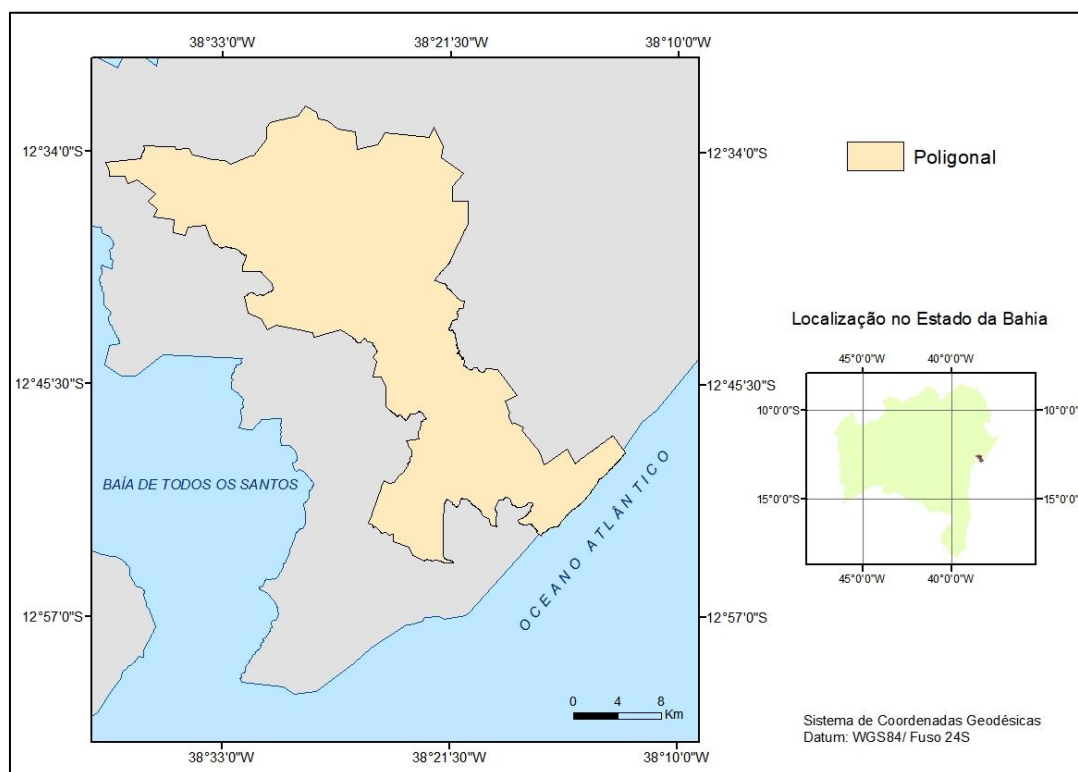 38°33'0"W
38°21'30"W
38°10'0"W
12°34'0"S
12°34'0"S
Poligonal
Localização no Estado da Bahia
45°0'0"W
40°0'0"W
12°45'30"S
12°45'30"S
10°0'0"S
10°0'0"S
BAÍA DE TODOS OS SANTOS
OCEANO ATLÂNTICO
15°0'0"S
15°0'0"S
45°0'0"W
40°0'0"W
12°57'0"S
12°57'0"S
0 4 8
Km
Sistema de Coordenadas Geodésicas
Datum: WGS84/ Fuso 24S
38°33'0"W
38°21'30"W
38°10'0"W